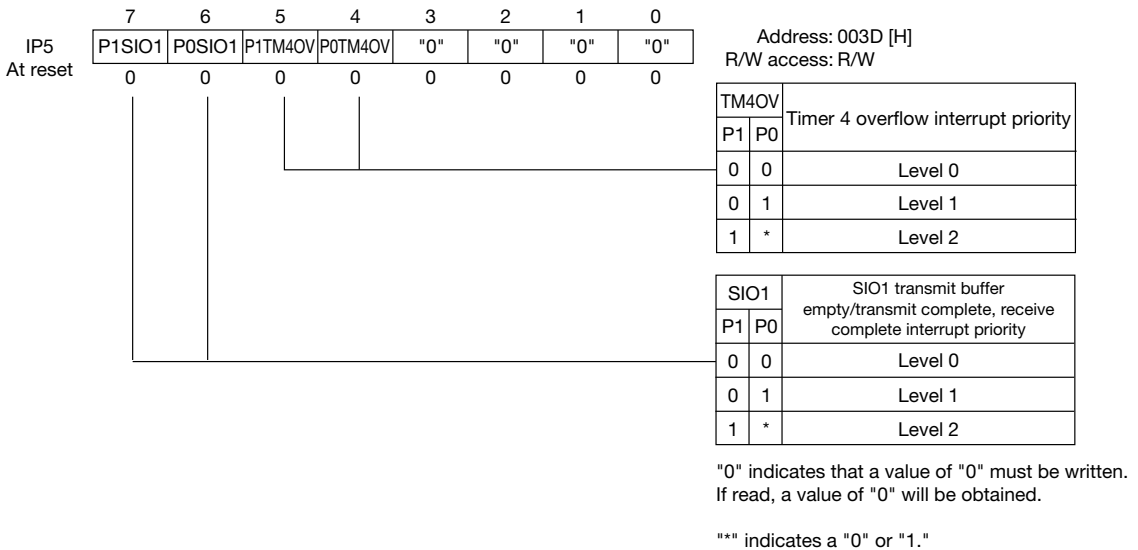 7 6 5 4 3 2 1 0
IP5 P1SIO1 P0SIO1 P1TM4OV P0TM4OV "0" "0" "0" "0"
At reset 0 0 0 0 0 0 0 0
Address: 003D [H]
R/W access: R/W
TM4OV Timer 4 overflow interrupt priority
P1 P0
0 0 Level 0
0 1 Level 1
1 * Level 2
SIO1 SIO1 transmit buffer
empty/transmit complete, receive
P1 P0 complete interrupt priority
0 0 Level 0
0 1 Level 1
1 * Level 2
"0" indicates that a value of "0" must be written.
If read, a value of "0" will be obtained.
"*" indicates a "0" or "1."